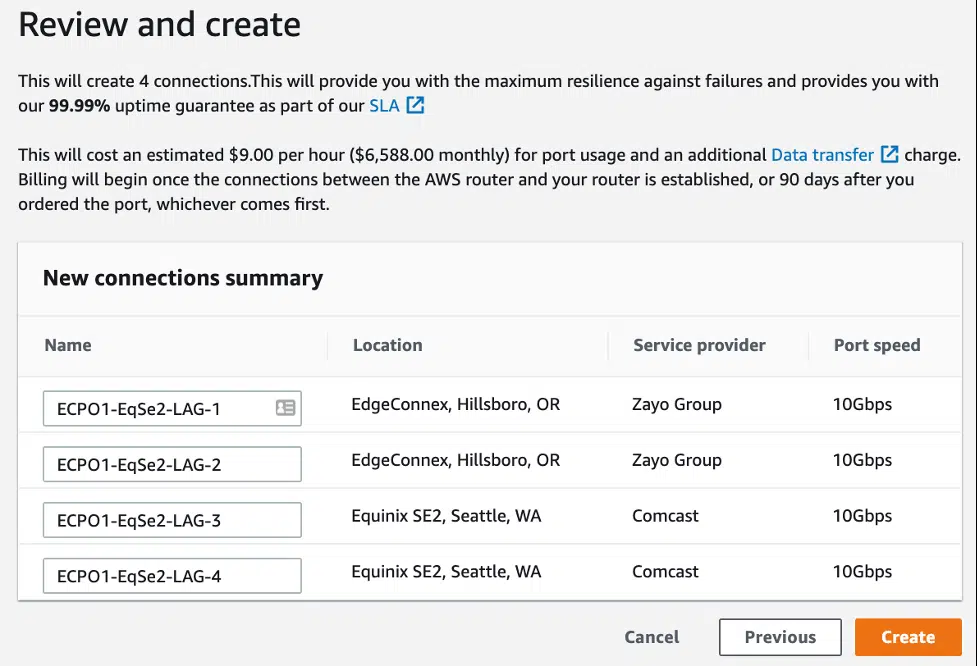 Review and create
This will create 4 connections.This will provide you with the maximum resilience against failures and provides you with
our 99.99% uptime guarantee as part of our SLA
This will cost an estimated $9.00 per hour ($6,588.00 monthly) for port usage and an additional Data transfer charge.
Billing will begin once the connections between the AWS router and your router is established, or 90 days after you
ordered the port, whichever comes first.
New connections summary
Name Location Service provider Port speed
ECPO1-EqSe2-LAG-1 EdgeConnex, Hillsboro, OR Zayo Group 10Gbps
ECPO1-EqSe2-LAG-2 EdgeConnex, Hillsboro, OR Zayo Group 10Gbps
ECPO1-EqSe2-LAG-3 Equinix SE2, Seattle, WA Comcast 10Gbps
ECPO1-EqSe2-LAG-4 Equinix SE2, Seattle, WA Comcast 10Gbps
Cancel Previous Create